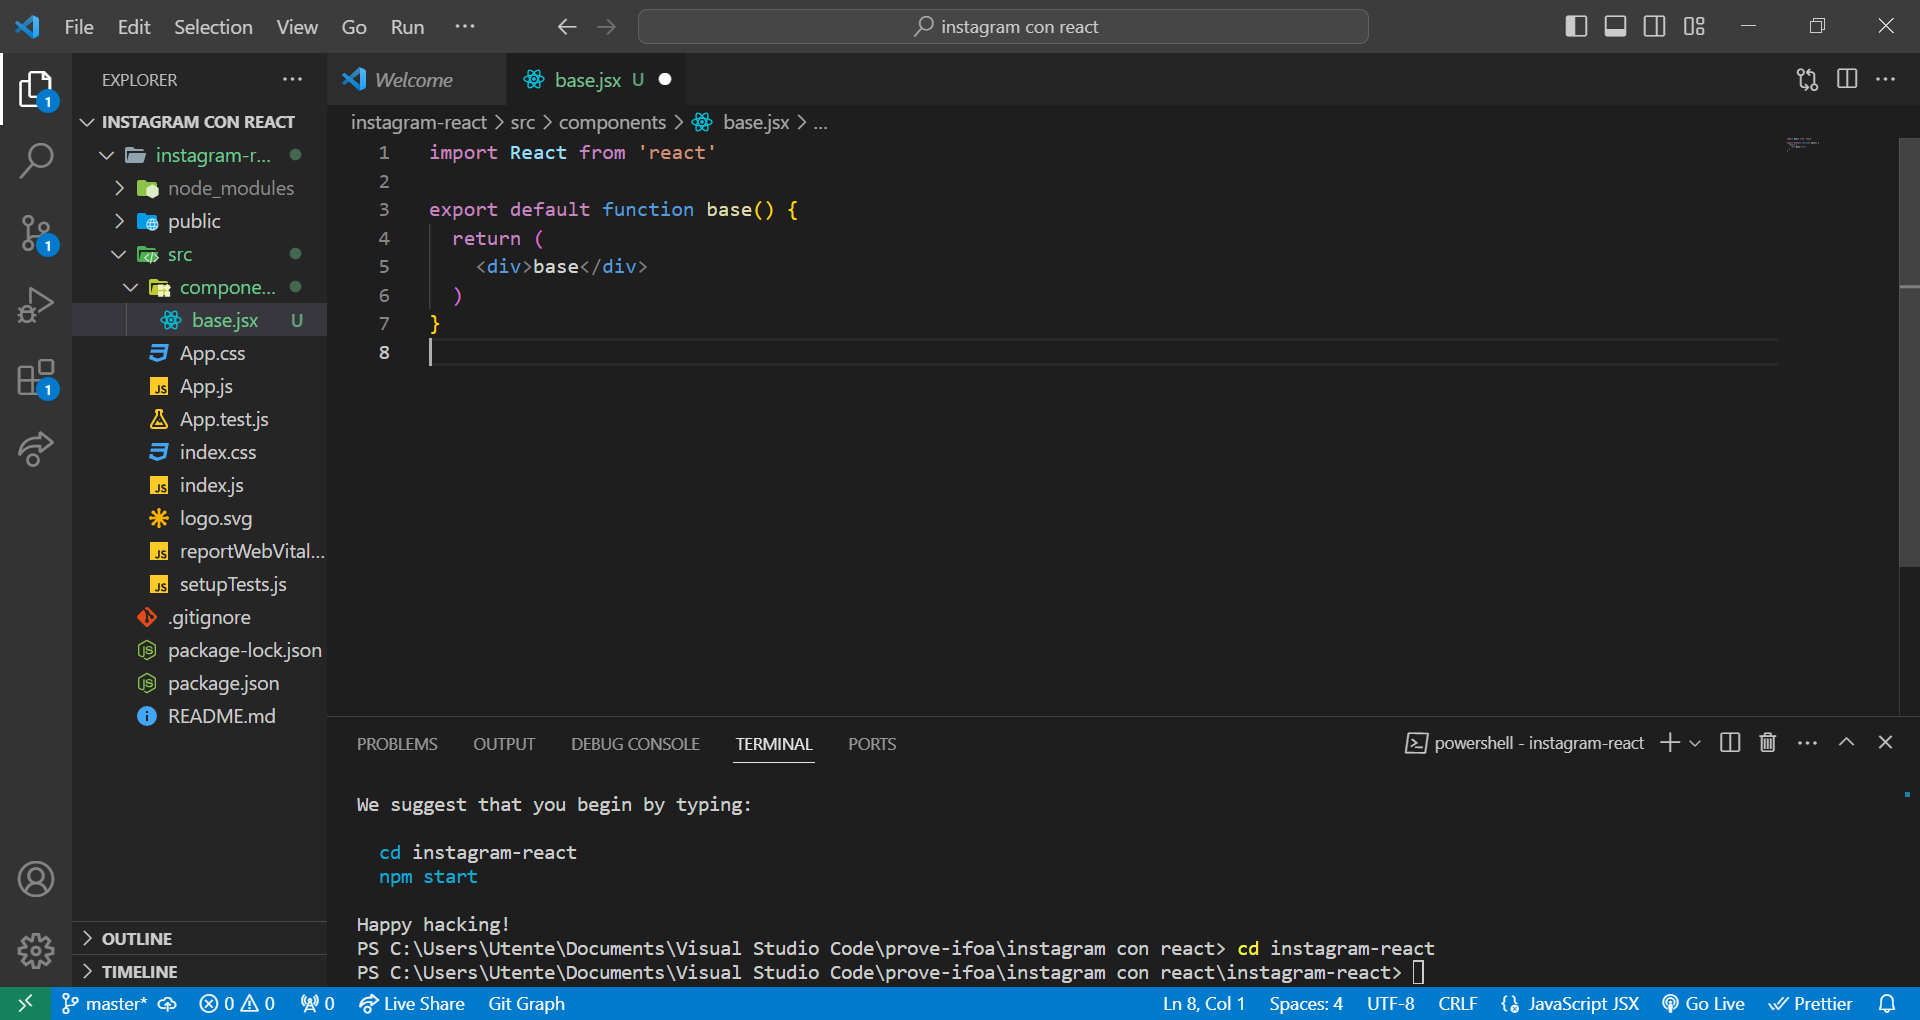 File Edit Selection View Go Run ··· instagram con react
EXPLORER ···
INSTAGRAM CON REACT
instagram-r...
node_modules
public
src
compone...
base.jsx U
App.css
App.js
App.test.js
index.css
index.js
logo.svg
reportWebVital...
setupTests.js
.gitignore
package-lock.json
package.json
README.md
OUTLINE
TIMELINE
1
1
1
Welcome base.jsx U
instagram-react > src > components > base.jsx > ...
1 import React from 'react'
2
3 export default function base() {
4 return (
5 <div>base</div>
6 )
7 }
8
PROBLEMS OUTPUT DEBUG CONSOLE TERMINAL PORTS powershell - instagram-react
We suggest that you begin by typing:
cd instagram-react
npm start
Happy hacking!
PS C:\Users\Utente\Documents\Visual Studio Code\prove-ifoa\instagram con react> cd instagram-react
PS C:\Users\Utente\Documents\Visual Studio Code\prove-ifoa\instagram con react\instagram-react>
master* 0 0 0 Live Share Git Graph Ln 8, Col 1 Spaces: 4 UTF-8 CRLF JavaScript JSX Go Live Prettier